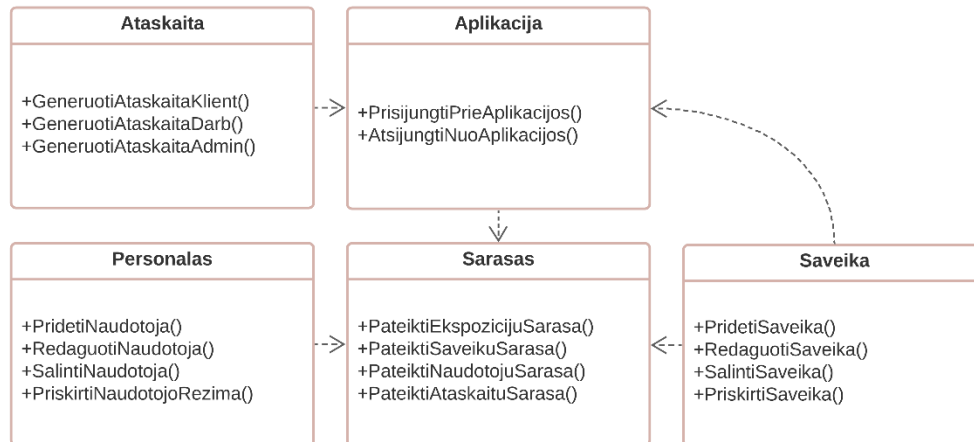 Ataskaita
+GeneruotiAtaskaitaKlient()
+GeneruotiAtaskaitaDarb()
+GeneruotiAtaskaitaAdmin()
Aplikacija
+PrisijungtiPrieAplikacijos()
+AtsijungtiNuoAplikacijos()
Personalas
+PridetiNaudotoja()
+RedaguotiNaudotoja()
+SalintiNaudotoja()
+PriskirtiNaudotojoRezima()
Sarasas
+PateiktiEkspozicijuSarasa()
+PateiktiSaveikuSarasa()
+PateiktiNaudotojuSarasa()
+PateiktiAtaskaituSarasa()
Saveika
+PridetiSaveika()
+RedaguotiSaveika()
+SalintiSaveika()
+PriskirtiSaveika()